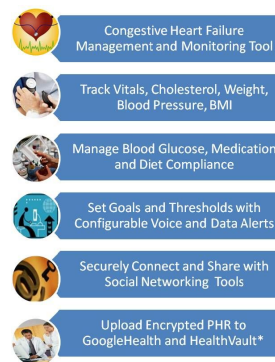 Congestive Heart Failure
Management and Monitoring Tool
Track Vitals, Cholesterol, Weight,
Blood Pressure, BMI
Manage Blood Glucose, Medication
and Diet Compliance
Set Goals and Thresholds with
Configurable Voice and Data Alerts
Securely Connect and Share with
Social Networking Tools
Upload Encrypted PHR to
GoogleHealth and HealthVault*